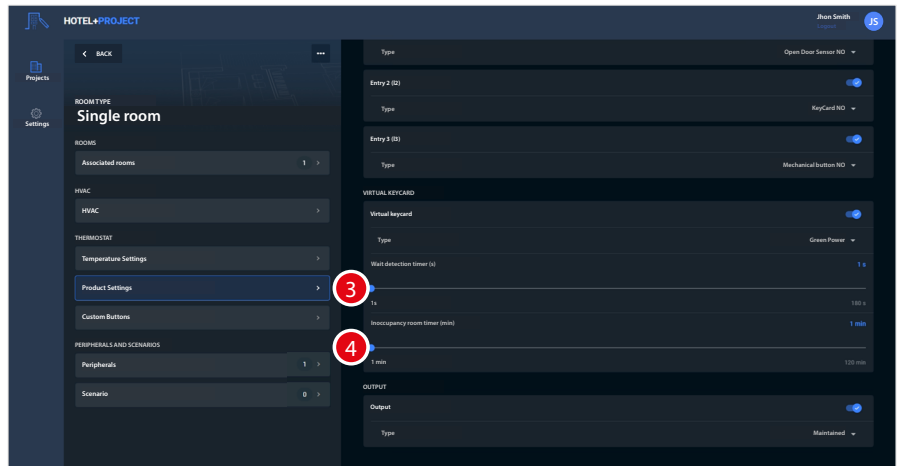 HOTEL+PROJECT
Jhon Smith
Logout
JS
Projects
Settings
BACK
ROOM TYPE
Single room
ROOMS
Associated rooms 1
HVAC
HVAC
THERMOSTAT
Temperature Settings
Product Settings
Custom Buttons
PERIPHERALS AND SCENARIOS
Peripherals 1
Scenario 0
Type Open Door Sensor NO
Entry 2 (I2)
Type KeyCard NO
Entry 3 (I3)
Type Mechanical button NO
VIRTUAL KEYCARD
Virtual keycard
Type Green Power
Wait detection timer (s) 1 s
3
1s 180 s
Inoccupancy room timer (min) 1 min
4
1 min 120 min
OUTPUT
Output
Type Maintained